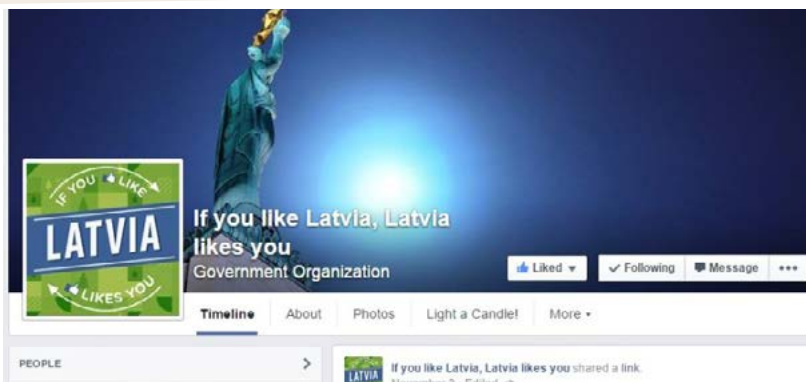 IF YOU LIKE
LATVIA
LIKES YOU
If you like Latvia, Latvia
likes you
Government Organization
Liked
Following
Message
Timeline
About
Photos
Light a Candle!
More
PEOPLE
LATVIA
If you like Latvia, Latvia likes you shared a link.